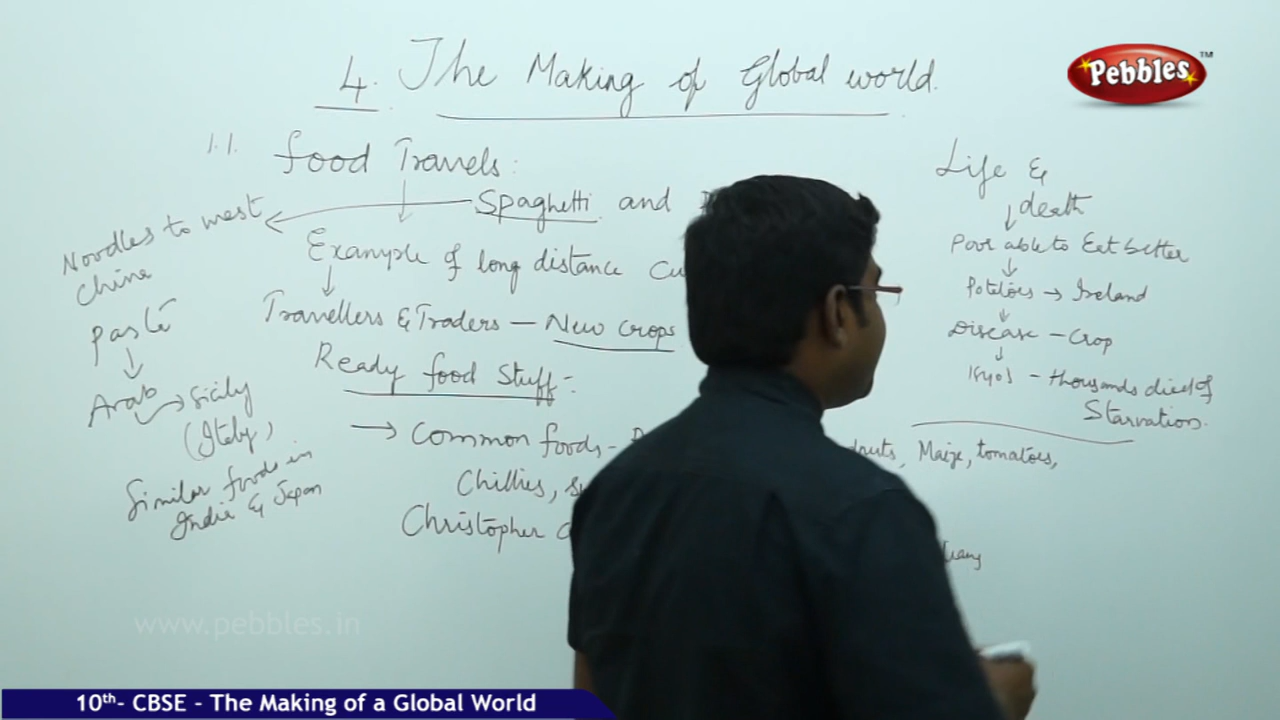 4. The Making of Global world.
Pebbles™
1.1. Food Travels:
Spaghetti and
Noodles to west
China
Example of long distance
pasta
Travellers & Traders – New crops
Arab → Sicily
(Italy)
Similar foods in
India & Japan
Ready food Stuff:-
→ Common foods - Maize, tomatoes,
Chillies,
Christopher
Life &
death
Poor able to Eat better
Potatoes → Ireland
Disease – Crop
1840s – thousands died of
Starvation.
www.pebbles.in
10th- CBSE - The Making of a Global World